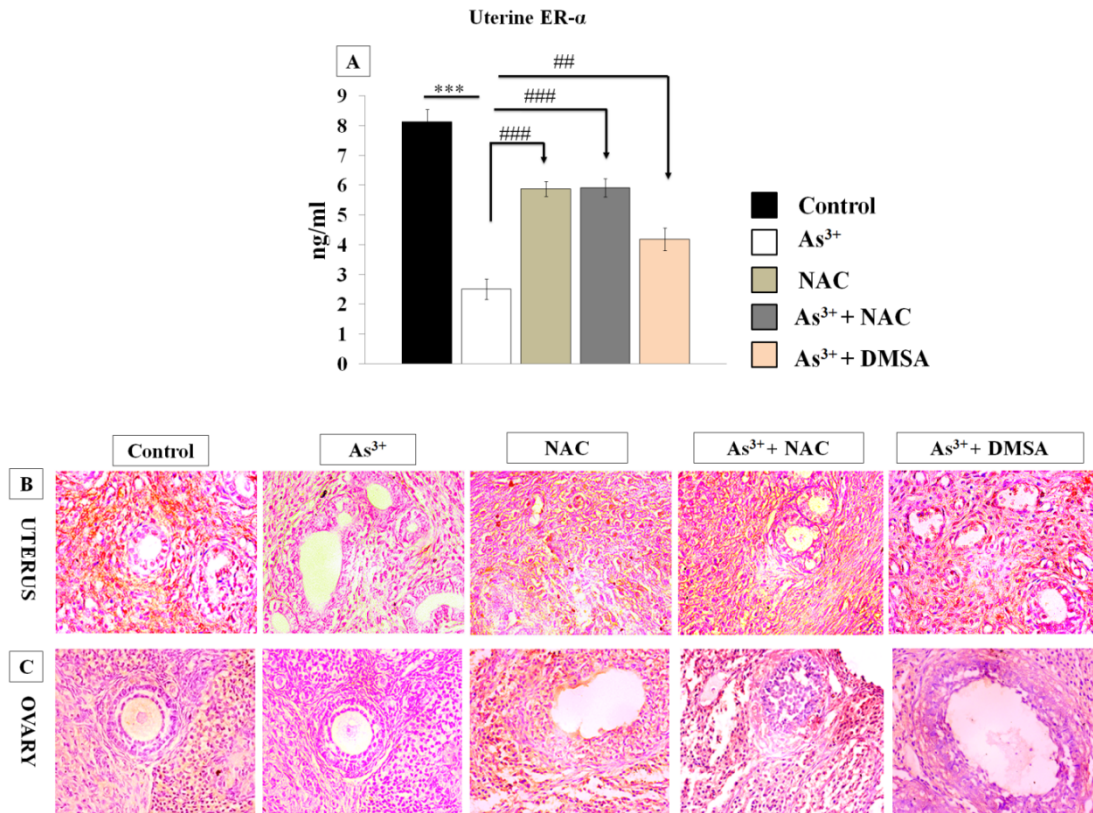 Uterine ER-α
A
##
***
###
###
9
8
7
6
5
4
3
2
1
0
ng/ml
Control
As³⁺
NAC
As³⁺ + NAC
As³⁺ + DMSA
Control
As³⁺
NAC
As³⁺ + NAC
As³⁺ + DMSA
B
UTERUS
C
OVARY